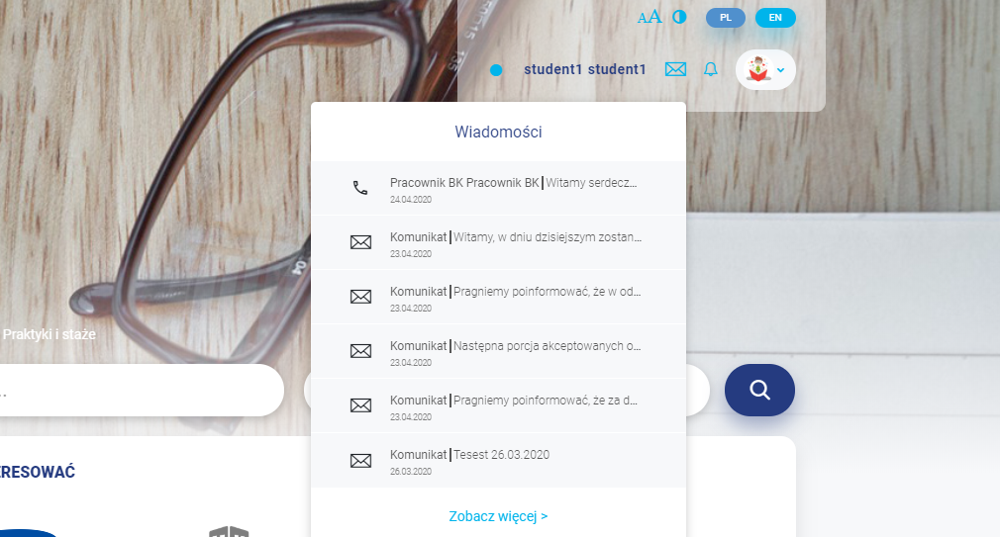 AA
PL
EN
student1 student1
Wiadomości
Pracownik BK Pracownik BK | Witamy serdecz...
24.04.2020
Komunikat | Witamy, w dniu dzisiejszym zostan...
23.04.2020
Komunikat | Pragniemy poinformować, że w od...
23.04.2020
Komunikat | Następna porcja akceptowanych o...
23.04.2020
Komunikat | Pragniemy poinformować, że za d...
23.04.2020
Komunikat | Tesest 26.03.2020
26.03.2020
Zobacz więcej >
Praktyki i staże
..
ERESOWAĆ
135
04